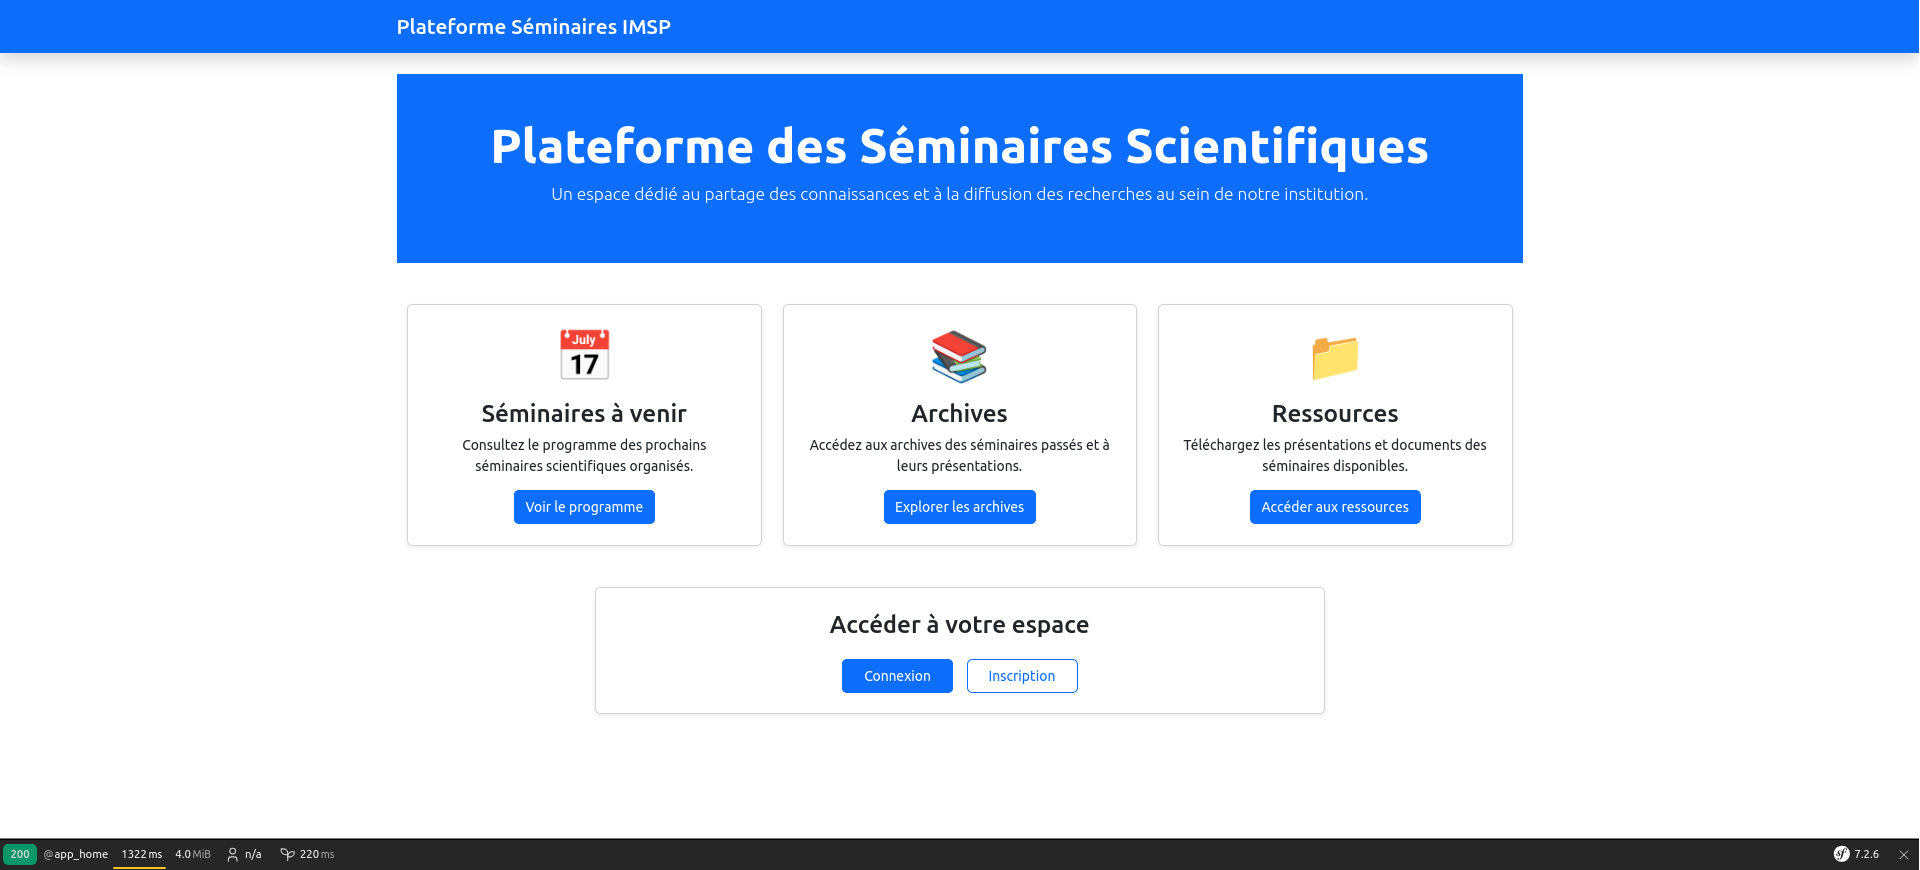 Plateforme Séminaires IMSP
Plateforme des Séminaires Scientifiques
Un espace dédié au partage des connaissances et à la diffusion des recherches au sein de notre institution.
July
17
Séminaires à venir
Consultez le programme des prochains
séminaires scientifiques organisés.
Voir le programme
Archives
Accédez aux archives des séminaires passés et à
leurs présentations.
Explorer les archives
Ressources
Téléchargez les présentations et documents des
séminaires disponibles.
Accéder aux ressources
Accéder à votre espace
Connexion Inscription
200 @app_home 1322 ms 4.0 MiB n/a 220 ms sf 7.2.6